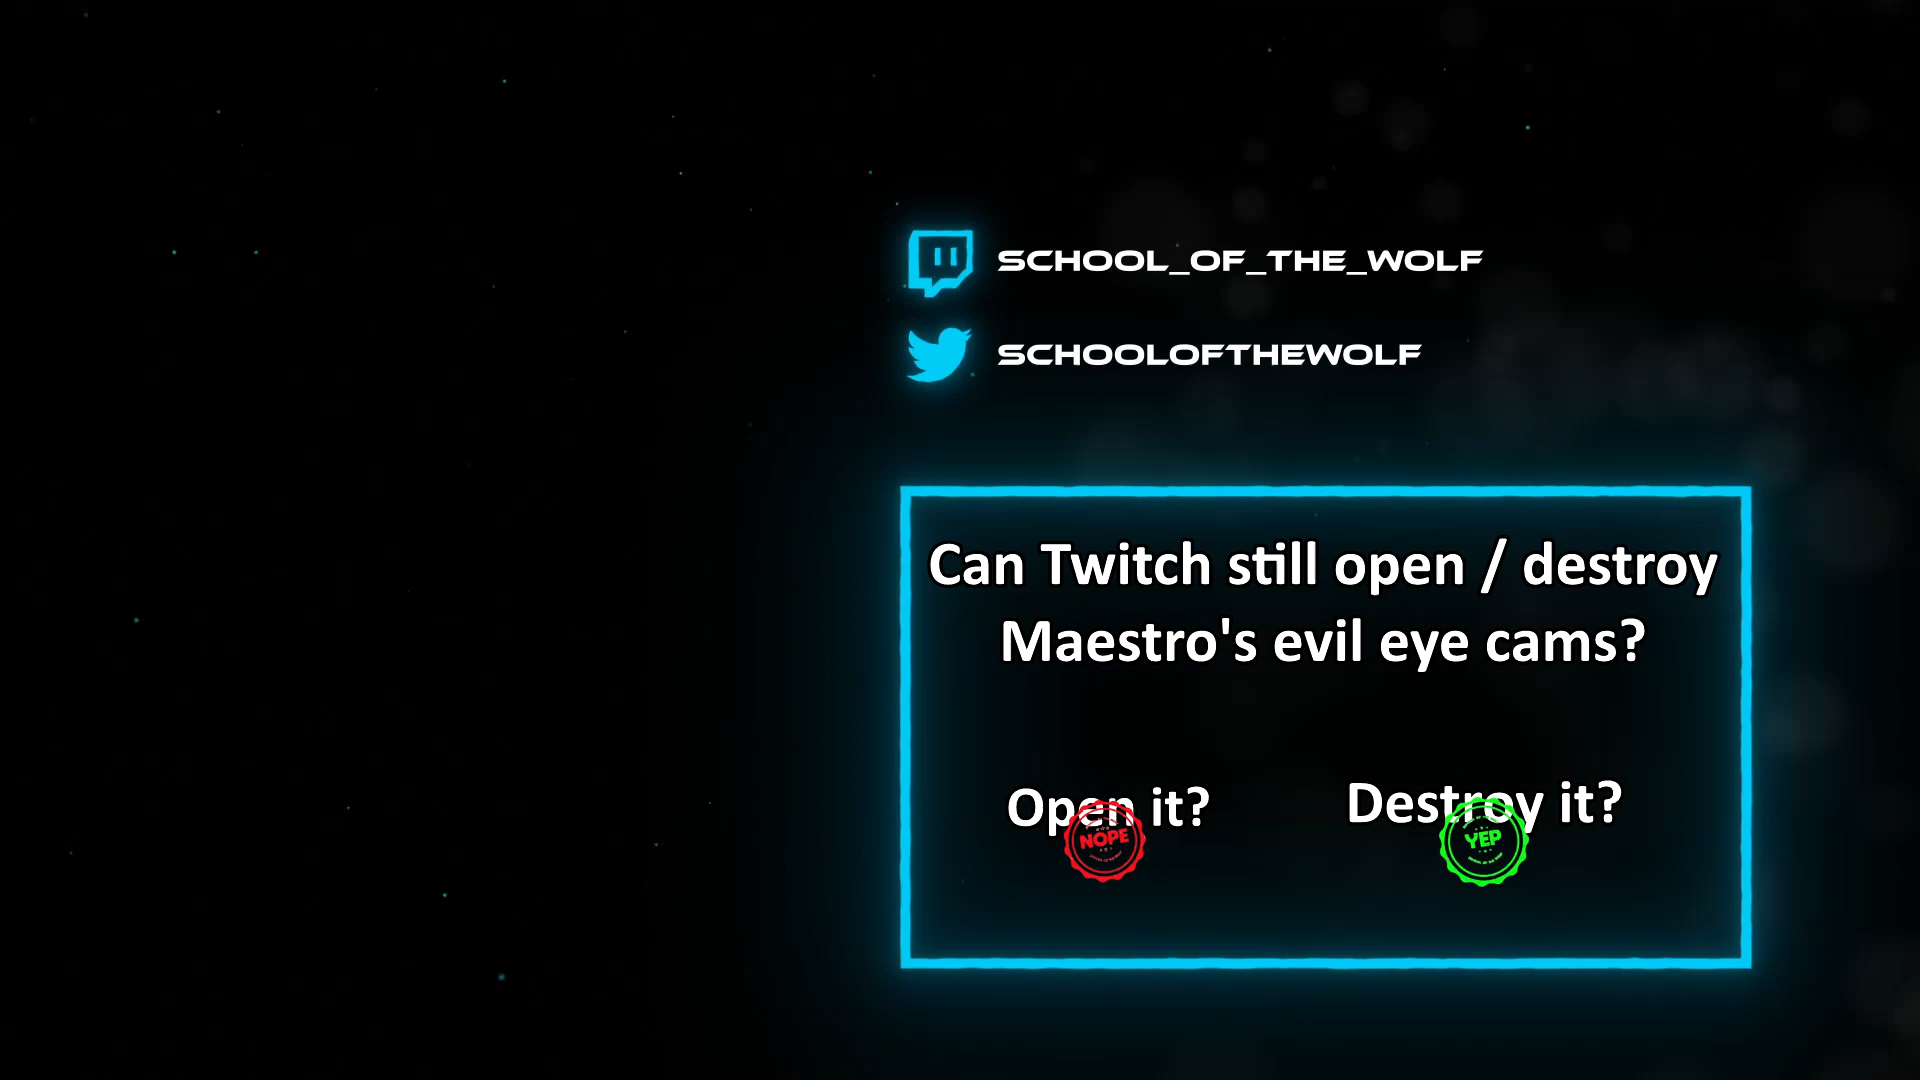 SCHOOL_OF_THE_WOLF
SCHOOLOFTHEWOLF
Can Twitch still open / destroy
Maestro's evil eye cams?
Open it?
Destroy it?
NOPE
YEP